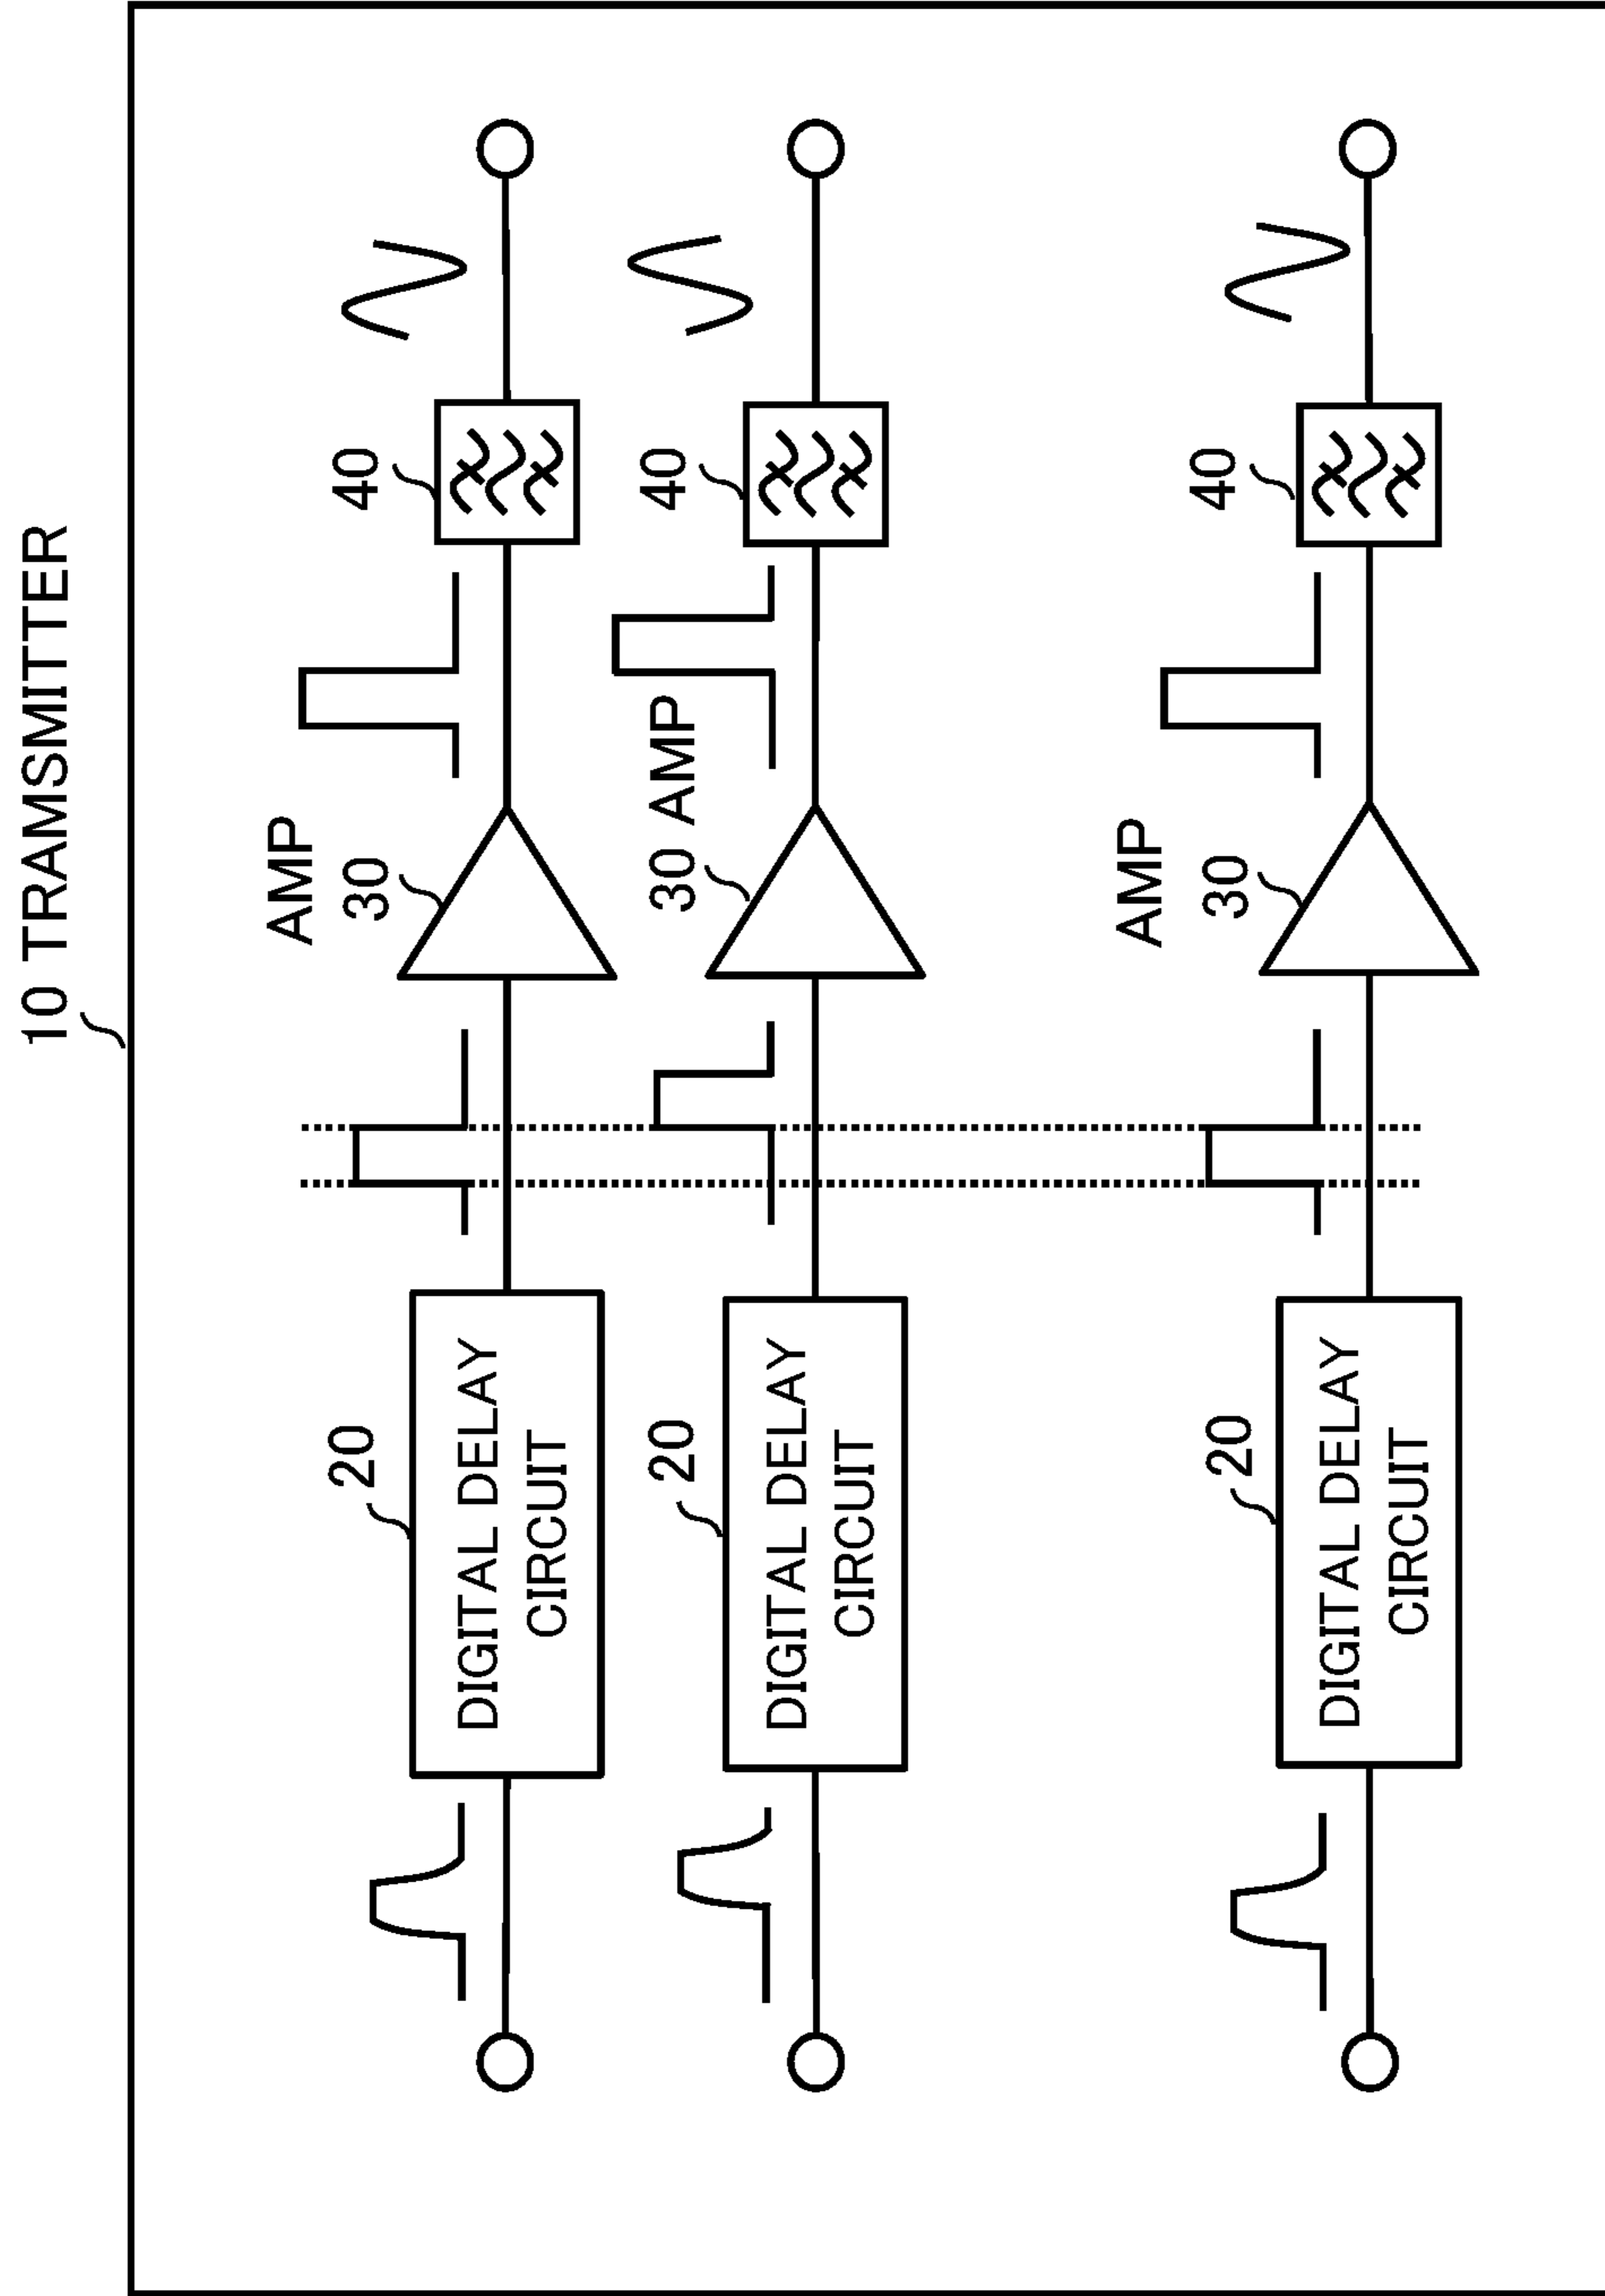 10 TRAMSMITTER
20
DIGITAL DELAY
CIRCUIT
AMP
30
40
20
DIGITAL DELAY
CIRCUIT
30 AMP
40
20
DIGITAL DELAY
CIRCUIT
AMP
30
40